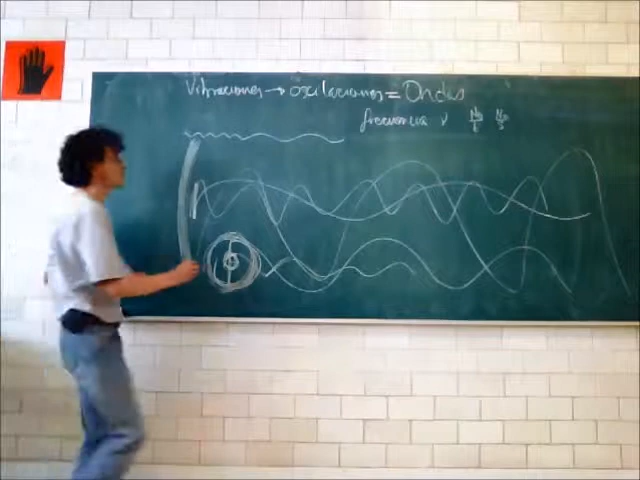 Vibraciones → oscilaciones = Ondas
frecuencia ν